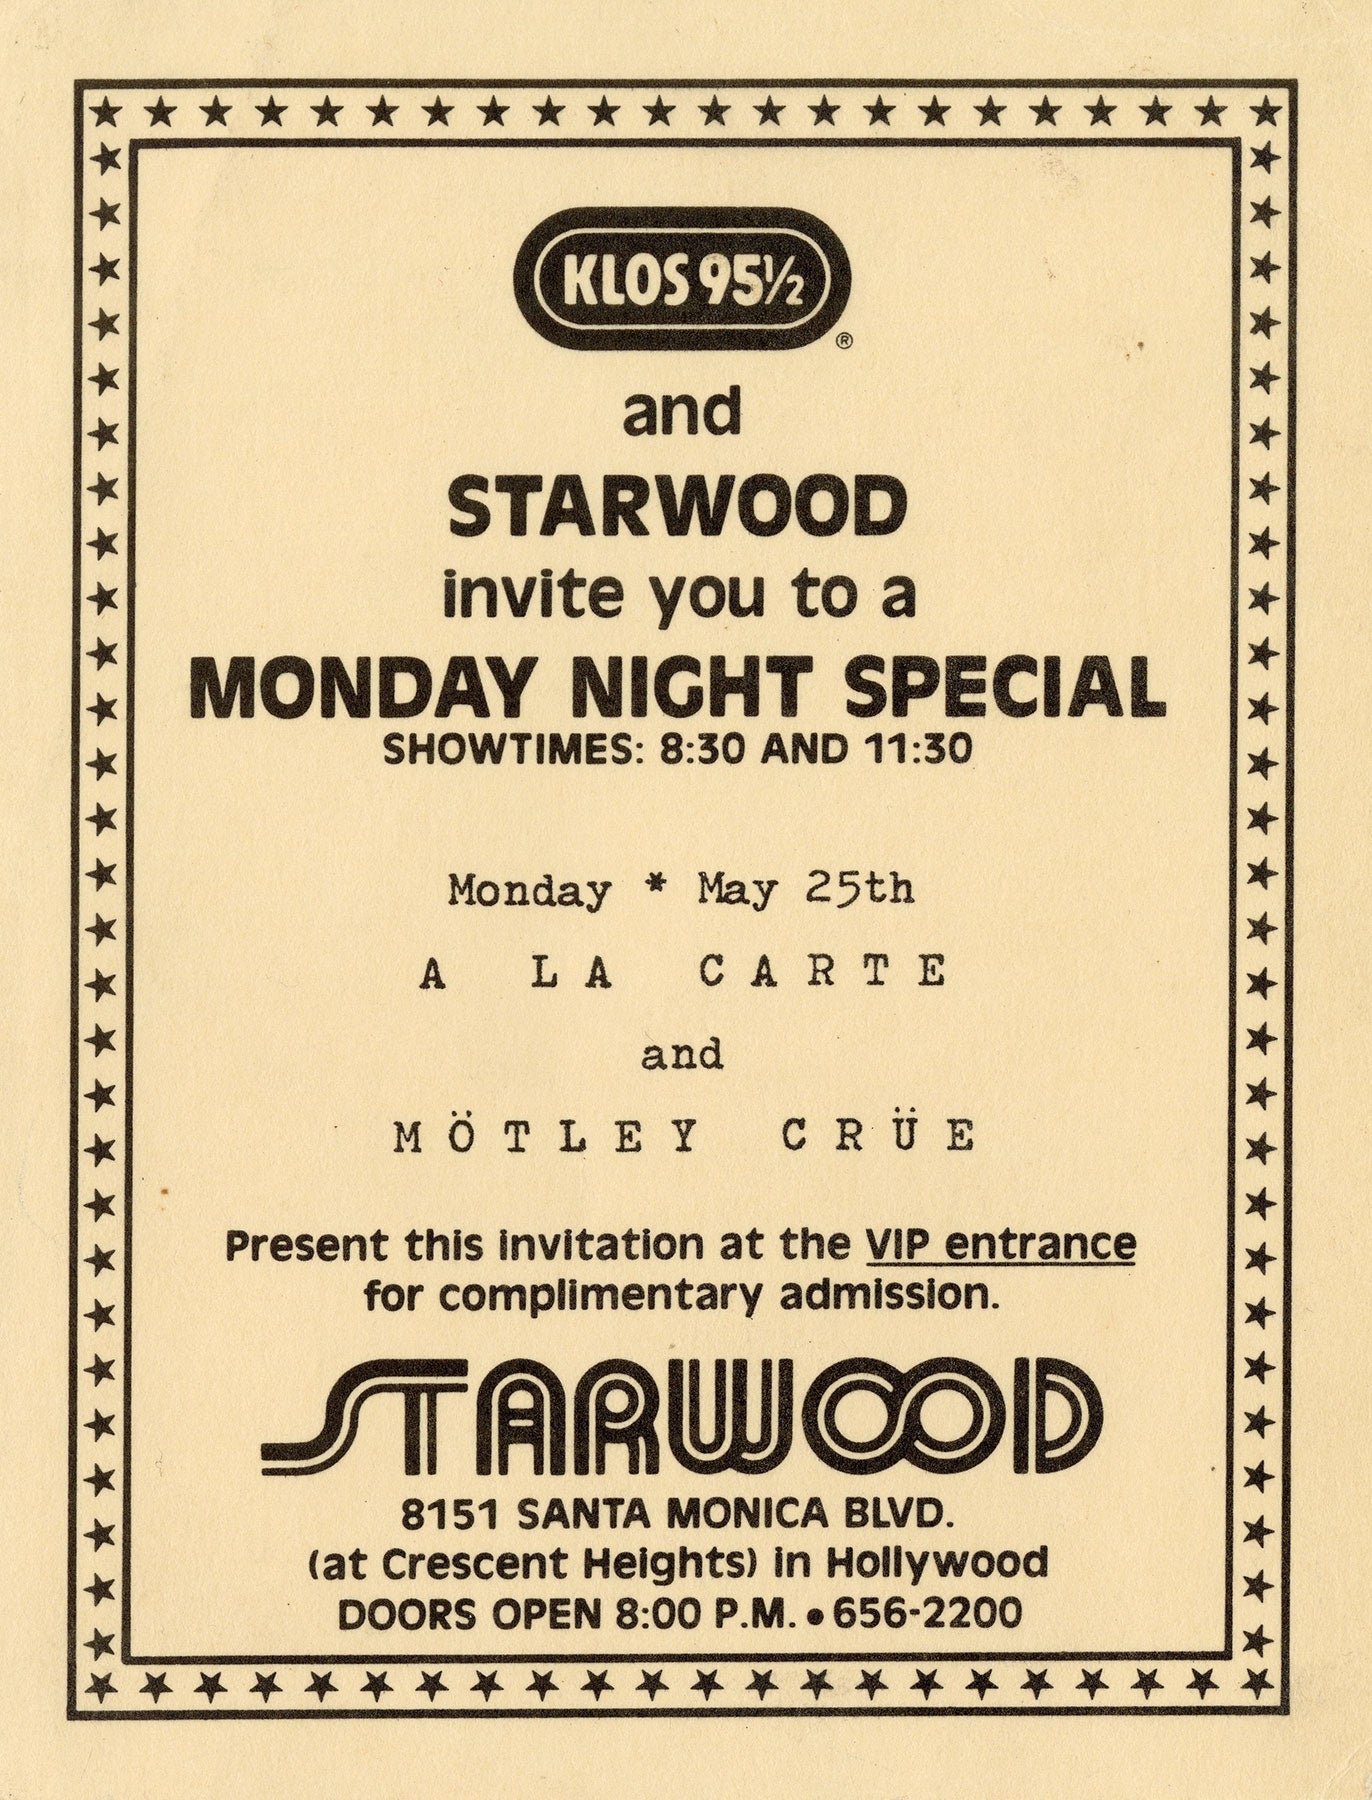 KLOS 95½
®
and
STARWOOD
invite you to a
MONDAY NIGHT SPECIAL
SHOWTIMES: 8:30 AND 11:30
Monday * May 25th
A LA CARTE
and
MÖTLEY CRÜE
Present this invitation at the VIP entrance
for complimentary admission.
STARWOOD
8151 SANTA MONICA BLVD.
(at Crescent Heights) in Hollywood
DOORS OPEN 8:00 P.M. • 656-2200